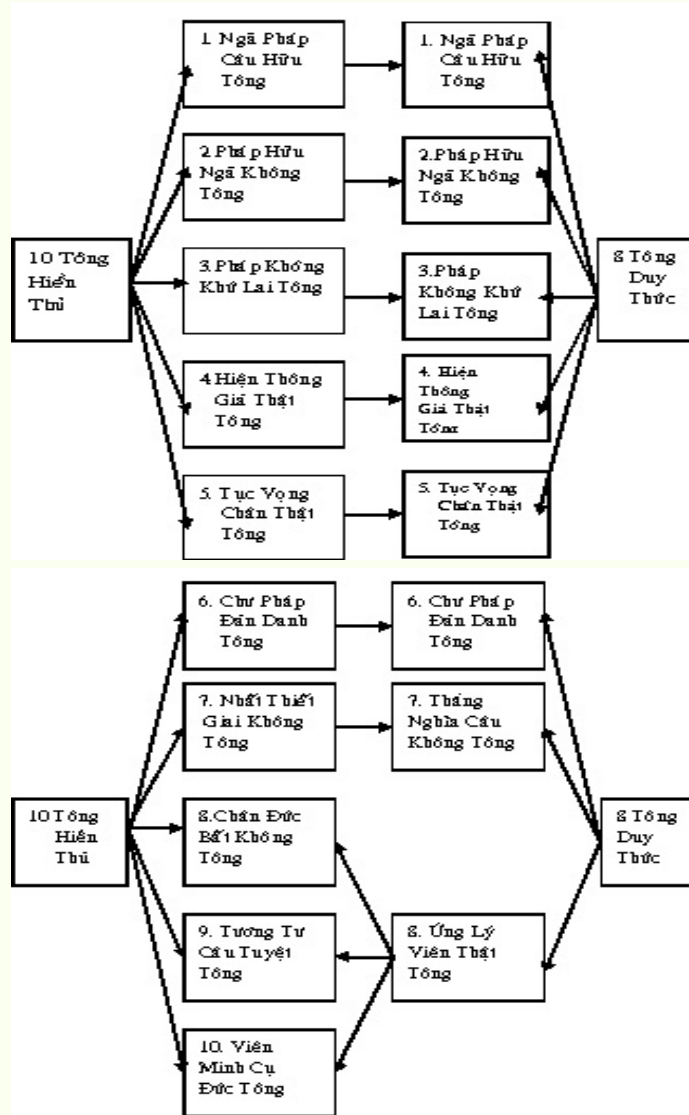 1. Ngã Pháp
Câu Hữu
Tông
1. Ngã Pháp
Câu Hữu
Tông
2.Pháp Hữu
Ngã Không
Tông
2.Pháp Hữu
Ngã Không
Tông
10 Tông
Hiền
Thủ
3.Pháp Không
Khứ Lai Tông
3.Pháp
Không Khứ
Lai Tông
8 Tông
Duy
Thức
4 Hiện Thông
Giả Thật
Tông
4. Hiện
Thông
Giả Thật
Tông
5. Tục Vọng
Chân Thật
Tông
5. Tục Vọng
Chân Thật
Tông
6. Chư Pháp
Đản Danh
Tông
6. Chư Pháp
Đản Danh
Tông
7. Nhất Thiết
Giai Không
Tông
7. Thắng
Nghĩa Câu
Không Tông
10 Tông
Hiền
Thủ
8.Chân Đức
Bất Không
Tông
8 Tông
Duy
Thức
9. Tương Tư
Câu Tuyệt
Tông
8. Ứng Lý
Viên Thật
Tông
10. Viên
Minh Cụ
Đức Tông